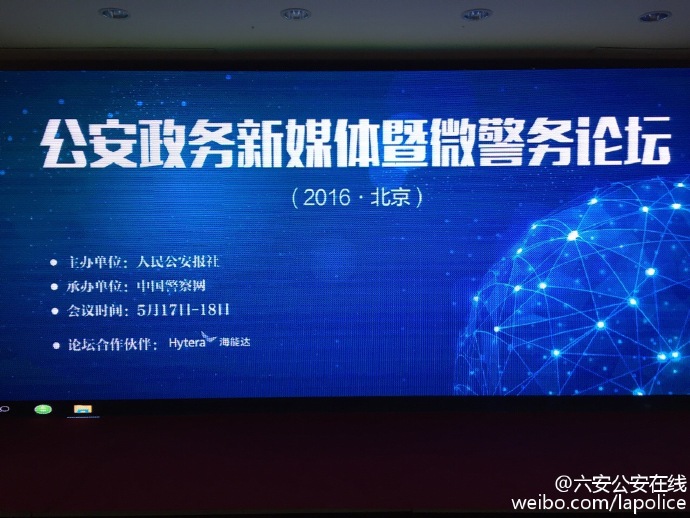 公安政务新媒体暨微警务论坛
（2016·北京）
● 主办单位：人民公安报社
● 承办单位：中国警察网
● 会议时间：5月17日-18日
● 论坛合作伙伴：Hytera 海能达
@六安公安在线
weibo.com/lapolice